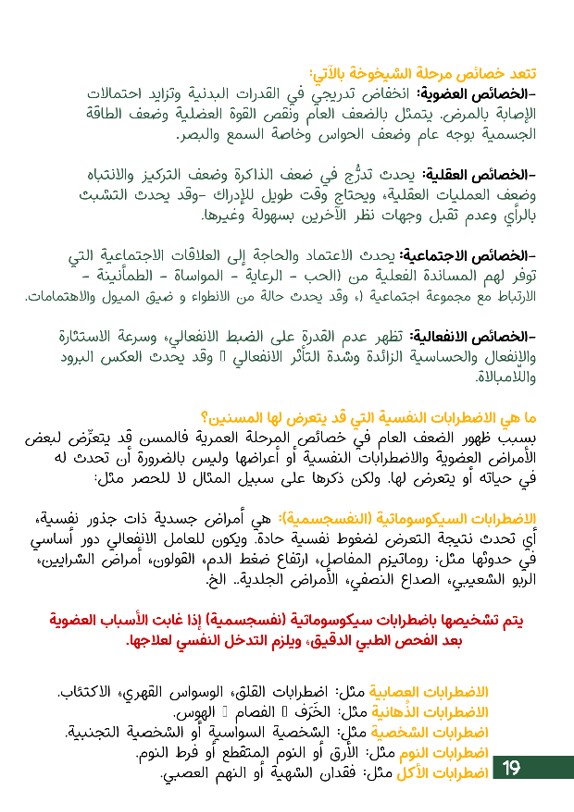 تتعد خصائص مرحلة الشيخوخة بالآتي:
-الخصائص العضوية: انخفاض تدريجي في القدرات البدنية وتزايد احتمالات
الإصابة بالمرض. يتمثل بالضعف العام ونقص القوة العضلية وضعف الطاقة
الجسمية بوجه عام وضعف الحواس وخاصة السمع والبصر.
-الخصائص العقلية: يحدث تدرُّج في ضعف الذاكرة وضعف التركيز والانتباه
وضعف العمليات العقلية، ويحتاج وقت طويل للإدراك -وقد يحدث التشبث
بالرأي وعدم تقبل وجهات نظر الآخرين بسهولة وغيرها.
-الخصائص الاجتماعية: يحدث الاعتماد والحاجة إلى العلاقات الاجتماعية التي
توفر لهم المساندة الفعلية من (الحب - الرعاية - المواساة - الطمأنينة -
الارتباط مع مجموعة اجتماعية (، وقد يحدث حالة من الانطواء و ضيق الميول والاهتمامات.
-الخصائص الانفعالية: تظهر عدم القدرة على الضبط الانفعالي، وسرعة الاستثارة
والإنفعال والحساسية الزائدة وشدة التأثر الانفعالي وقد يحدث العكس البرود
واللّامبالاة.
ما هي الاضطرابات النفسية التي قد يتعرض لها المسنين؟
بسبب ظهور الضعف العام في خصائص المرحلة العمرية فالمسن قد يتعرِّض لبعض
الأمراض العضوية والاضطرابات النفسية أو أعراضها وليس بالضرورة أن تحدث له
في حياته أو يتعرض لها. ولكن ذكرها على سبيل المثال لا للحصر مثل:
الاضطرابات السيكوسوماتية (النفسجسمية): هي أمراض جسدية ذات جذور نفسية،
أي تحدث نتيجة التعرض لضغوط نفسية حادة. ويكون للعامل الانفعالي دور أساسي
في حدوثها مثل: روماتيزم المفاصل، ارتفاع ضغط الدم، القولون، أمراض الشرايين،
الربو الشعيبي، الصداع النصفي، الأمراض الجلدية.. الخ.
يتم تشخيصها باضطرابات سيكوسوماتية (نفسجسمية) إذا غابت الأسباب العضوية
بعد الفحص الطبي الدقيق، ويلزم التدخل النفسي لعلاجها.
الاضطرابات العصابية مثل: اضطرابات القلق، الوسواس القهري، الاكتئاب.
الاضطرابات الذُهانية مثل: الخَرَف الفصام الهوس.
اضطرابات الشخصية مثل: الشخصية السواسية أو الشخصية التجنبية.
اضطرابات النوم مثل: الأرق أو النوم المتقطع أو فرط النوم.
اضطرابات الأكل مثل: فقدان الشهية أو النهم العصبي.
19